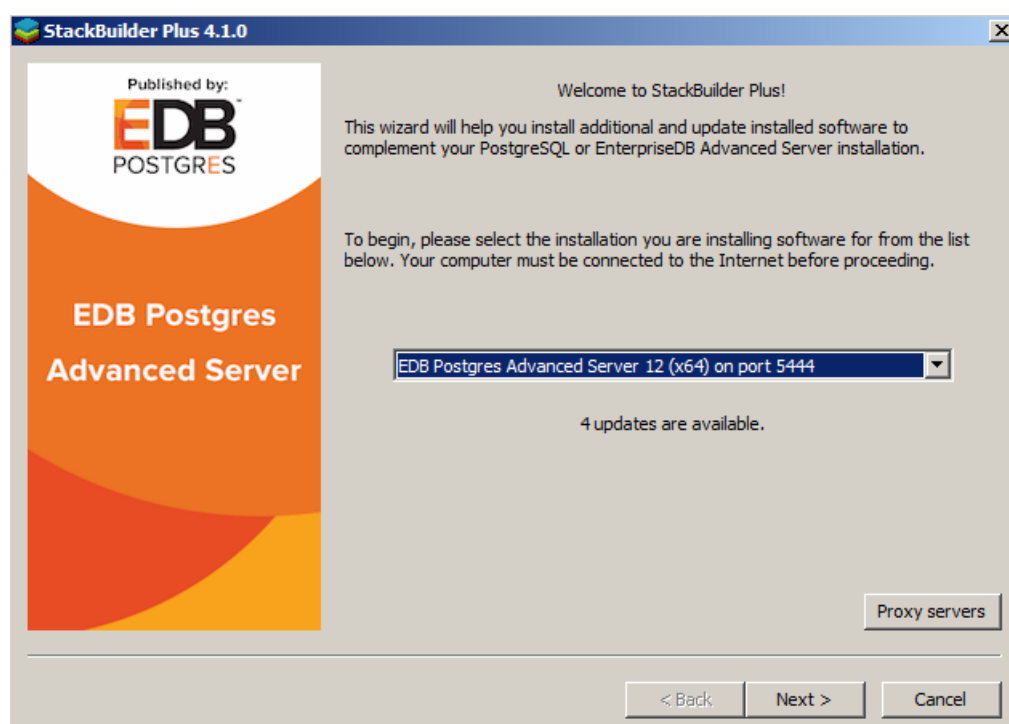 StackBuilder Plus 4.1.0
Published by:
EDB™
POSTGRES
EDB Postgres
Advanced Server
Welcome to StackBuilder Plus!
This wizard will help you install additional and update installed software to
complement your PostgreSQL or EnterpriseDB Advanced Server installation.
To begin, please select the installation you are installing software for from the list
below. Your computer must be connected to the Internet before proceeding.
EDB Postgres Advanced Server 12 (x64) on port 5444
4 updates are available.
Proxy servers
< Back
Next >
Cancel